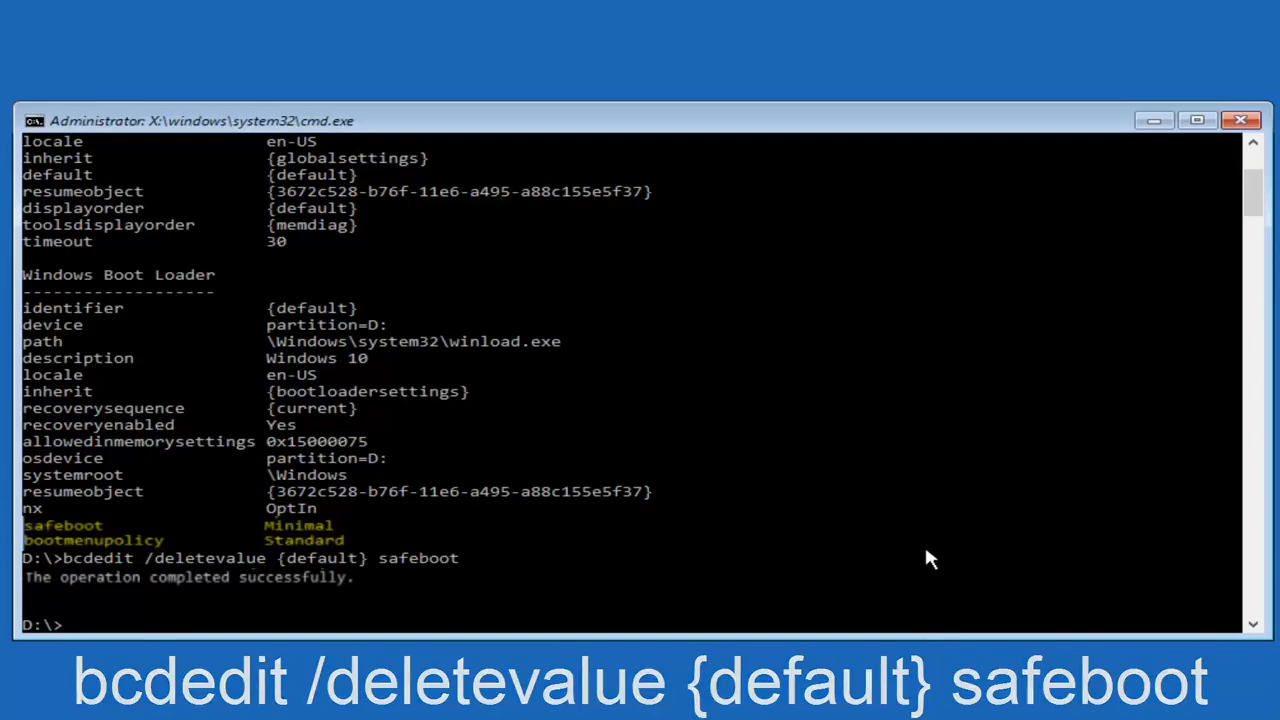 Administrator: X:\windows\system32\cmd.exe
locale en-US
inherit {globalsettings}
default {default}
resumeobject {3672c528-b76f-11e6-a495-a88c155e5f37}
displayorder {default}
toolsdisplayorder {memdiag}
timeout 30
Windows Boot Loader
-------------------
identifier {default}
device partition=D:
path \Windows\system32\winload.exe
description Windows 10
locale en-US
inherit {bootloadersettings}
recoverysequence {current}
recoveryenabled Yes
allowedinmemorysettings 0x15000075
osdevice partition=D:
systemroot \Windows
resumeobject {3672c528-b76f-11e6-a495-a88c155e5f37}
nx OptIn
safeboot Minimal
bootmenupolicy Standard
D:\>bcdedit /deletevalue {default} safeboot
The operation completed successfully.
D:\>
bcdedit /deletevalue {default} safeboot